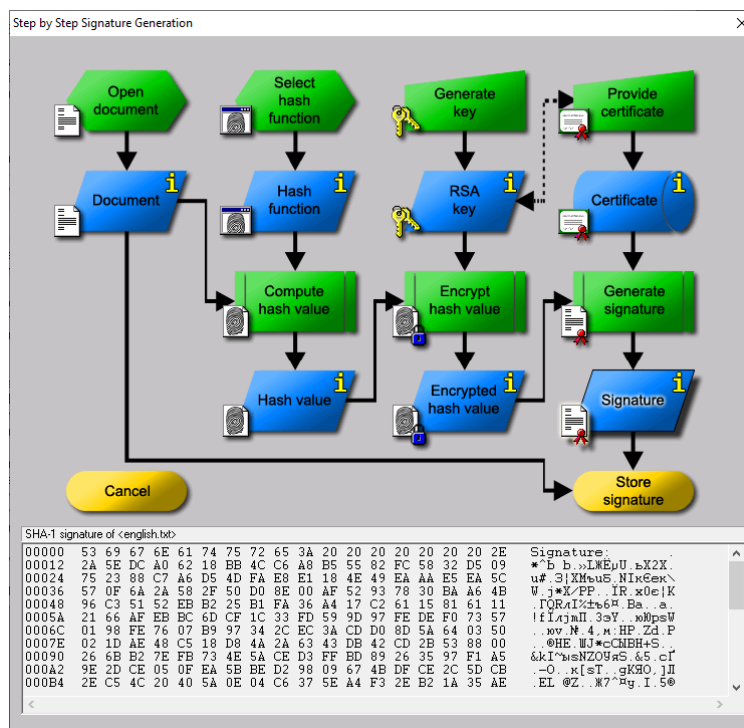 Step by Step Signature Generation
Open
document
Select
hash
function
Generate
key
Provide
certificate
Document
Hash
function
RSA
key
Certificate
Compute
hash value
Encrypt
hash value
Generate
signature
Hash value
Encrypted
hash value
Signature
Cancel
Store
signature
SHA-1 signature of <english.txt>
00000 53 69 67 6E 61 74 75 72 65 3A 20 20 20 20 20 20 20 2E Signature: .
00012 2A 5E DC A0 62 18 BB 4C C6 A8 B5 55 82 FC 58 32 D5 09
00024 75 23 88 C7 A6 D5 4D FA E8 E1 18 4E 49 EA AA E5 EA 5C
00036 57 0F 6A 2A 58 2F 50 D0 8E 00 AF 52 93 78 30 BA A6 4B
00048 96 C3 51 52 EB B2 25 B1 FA 36 A4 17 C2 61 15 81 61 11
0005A 21 66 AF EB BC 6D CF 1C 33 FD 59 9D 97 FE DE F0 73 57
0006C 01 98 FE 76 07 B9 97 34 2C EC 3A CD D0 8D 5A 64 03 50
0007E 02 1D AE 48 C5 18 D8 4A 2A 63 43 DB 42 CD 2B 53 88 00
00090 26 6B B2 7E FB 73 4E 5A CE D3 FF BD 89 26 35 97 F1 A5
000A2 9E 2D CE 05 0F EA 5B BE D2 98 09 67 4B DF CE 2C 5D CB
000B4 2E C5 4C 20 40 5A 0E 04 C6 37 5E A4 F3 2E B2 1A 35 AE